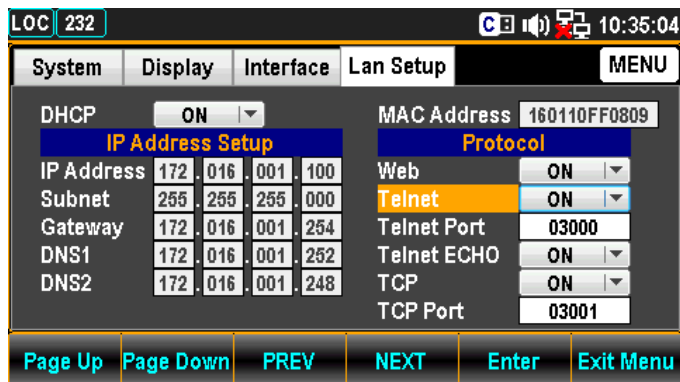 LOC 232 C 10:35:04
System Display Interface Lan Setup MENU
DHCP ON
IP Address Setup
IP Address 172 . 016 . 001 . 100
Subnet 255 . 255 . 255 . 000
Gateway 172 . 016 . 001 . 254
DNS1 172 . 016 . 001 . 252
DNS2 172 . 016 . 001 . 248
MAC Address 160110FF0809
Protocol
Web ON
Telnet ON
Telnet Port 03000
Telnet ECHO ON
TCP ON
TCP Port 03001
Page Up Page Down PREV NEXT Enter Exit Menu